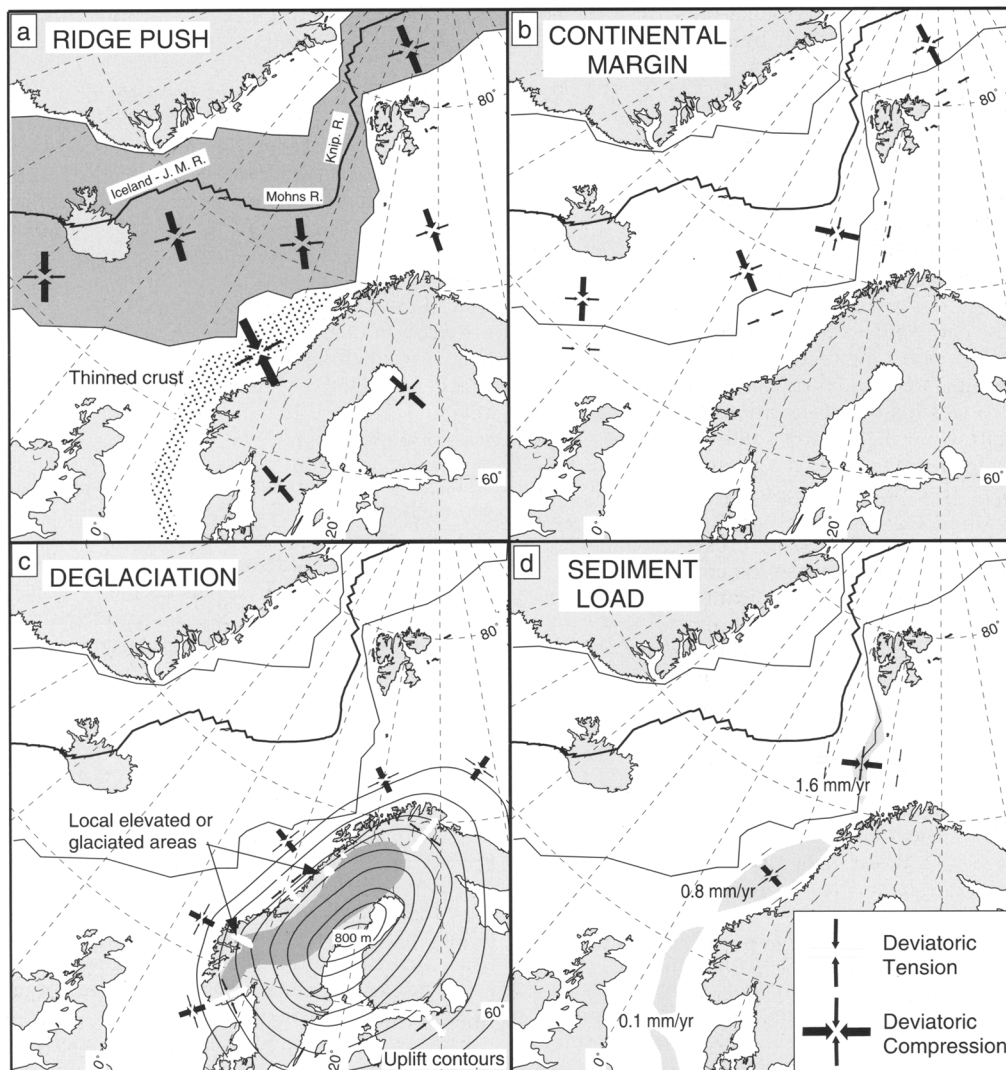 a
RIDGE PUSH
80°
Knip. R.
Iceland - J. M. R.
Mohns R.
Thinned crust
60°
20°
0°
b
CONTINENTAL
MARGIN
80°
60°
20°
0°
c
DEGLACIATION
80°
Local elevated or
glaciated areas
800 m
60°
20°
0°
Uplift contours
d
SEDIMENT
LOAD
80°
1.6 mm/yr
0.8 mm/yr
0.1 mm/yr
20°
0°
Deviatoric
Tension
Deviatoric
Compression